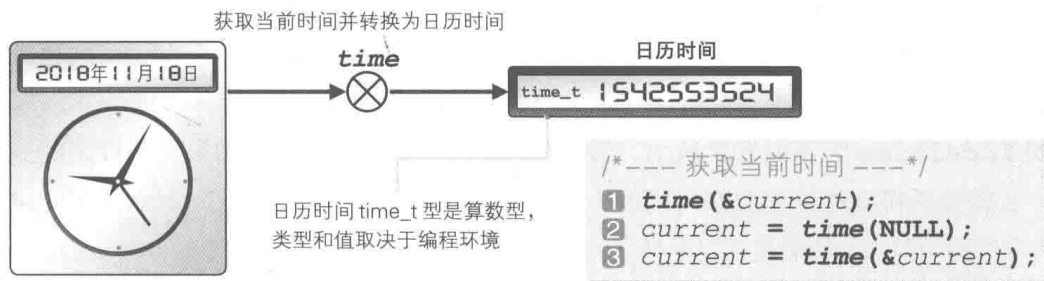 获取当前时间并转换为日历时间
time
日历时间
2018年11月18日
time_t 1542553524
日历时间 time_t 型是算数型，
类型和值取决于编程环境
/*--- 获取当前时间 ---*/
1 time(&current);
2 current = time(NULL);
3 current = time(&current);